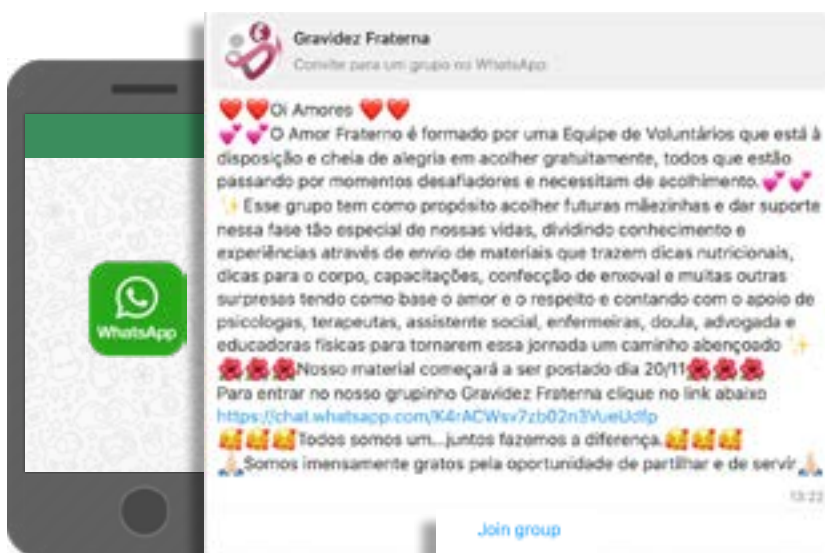 Gravidez Fraterna
Convite para um grupo no WhatsApp
❤️❤️Oi Amores ❤️❤️
💕💕O Amor Fraterno é formado por uma Equipe de Voluntários que está à
disposição e cheia de alegria em acolher gratuitamente, todos que estão
passando por momentos desafiadores e necessitam de acolhimento.💕💕
✨Esse grupo tem como propósito acolher futuras mãezinhas e dar suporte
nessa fase tão especial de nossas vidas, dividindo conhecimento e
experiências através de envio de materiais que trazem dicas nutricionais,
dicas para o corpo, capacitações, confecção de enxoval e muitas outras
surpresas tendo como base o amor e o respeito e contando com o apoio de
psicologas, terapeutas, assistente social, enfermeiras, doula, advogada e
educadoras físicas para tornarem essa jornada um caminho abençoado ✨
🌺🌺🌺Nosso material começará a ser postado dia 20/11🌺🌺🌺
Para entrar no nosso grupinho Gravidez Fraterna clique no link abaixo
https://chat.whatsapp.com/K4rACWsv7zb02n3VueUdfp
🥰🥰🥰Todos somos um...juntos fazemos a diferença.🥰🥰🥰
🙏🏻Somos imensamente gratos pela oportunidade de partilhar e de servir🙏🏻
13:22
Join group
WhatsApp